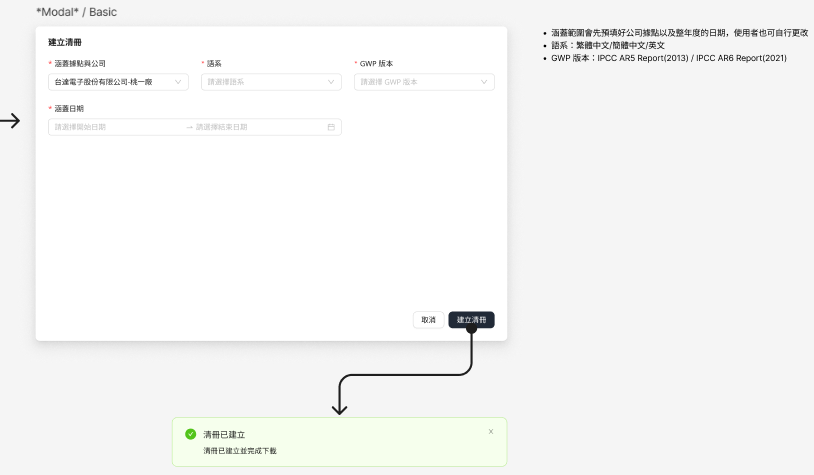 *Modal* / Basic
建立清冊
* 涵蓋據點與公司
* 語系
* GWP 版本
台達電子股份有限公司-桃一廠
請選擇語系
請選擇 GWP 版本
* 涵蓋日期
請選擇開始日期
→ 請選擇結束日期
取消
建立清冊
清冊已建立
清冊已建立並完成下載
• 涵蓋範圍會先預填好公司據點以及整年度的日期，使用者也可自行更改
• 語系：繁體中文/簡體中文/英文
• GWP 版本：IPCC AR5 Report(2013) / IPCC AR6 Report(2021)